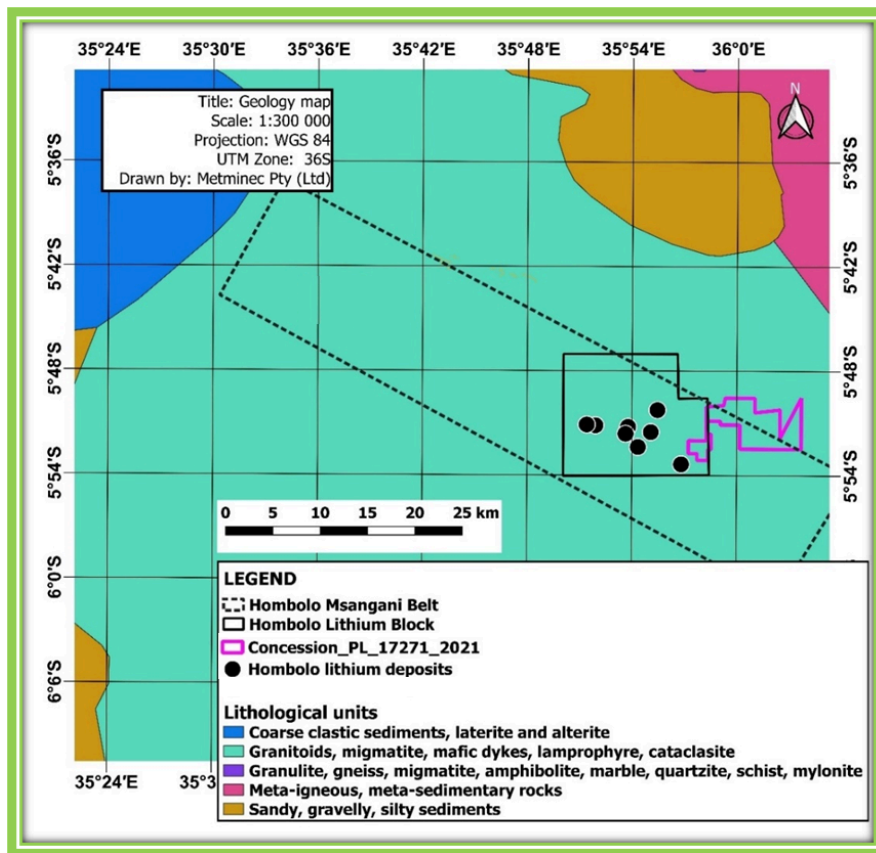 35°24′E 35°30′E 35°36′E 35°42′E 35°48′E 35°54′E 36°0′E
Title: Geology map
Scale: 1:300 000
Projection: WGS 84
UTM Zone: 36S
Drawn by: Metminec Pty (Ltd)
N
5°36′S 5°36′S
5°42′S 5°42′S
5°48′S 5°48′S
5°54′S 5°54′S
0 5 10 15 20 25 km
6°0′S
LEGEND
Hombolo Msangani Belt
Hombolo Lithium Block
Concession_PL_17271_2021
Hombolo lithium deposits
6°6′S
Lithological units
Coarse clastic sediments, laterite and alterite
Granitoids, migmatite, mafic dykes, lamprophyre, cataclasite
Granulite, gneiss, migmatite, amphibolite, marble, quartzite, schist, mylonite
Meta-igneous, meta-sedimentary rocks
Sandy, gravelly, silty sediments
35°24′E 35°3